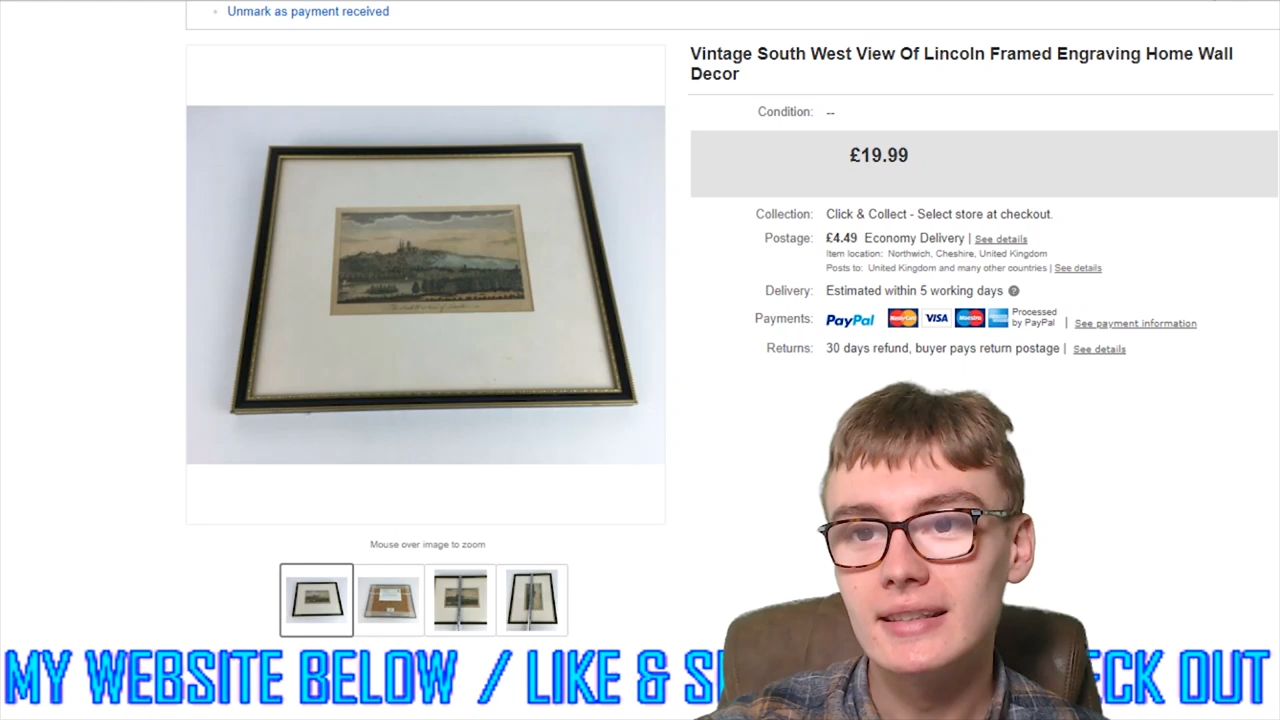 Unmark as payment received
Vintage South West View Of Lincoln Framed Engraving Home Wall
Decor
Condition: --
£19.99
Collection: Click & Collect - Select store at checkout.
Postage: £4.49 Economy Delivery | See details
Item location: Northwich, Cheshire, United Kingdom
Posts to: United Kingdom and many other countries | See details
Delivery: Estimated within 5 working days ?
Payments: PayPal MasterCard VISA Maestro Processed
by PayPal | See payment information
Returns: 30 days refund, buyer pays return postage | See details
Mouse over image to zoom
MY WEBSITE BELOW / LIKE & S ECK OUT